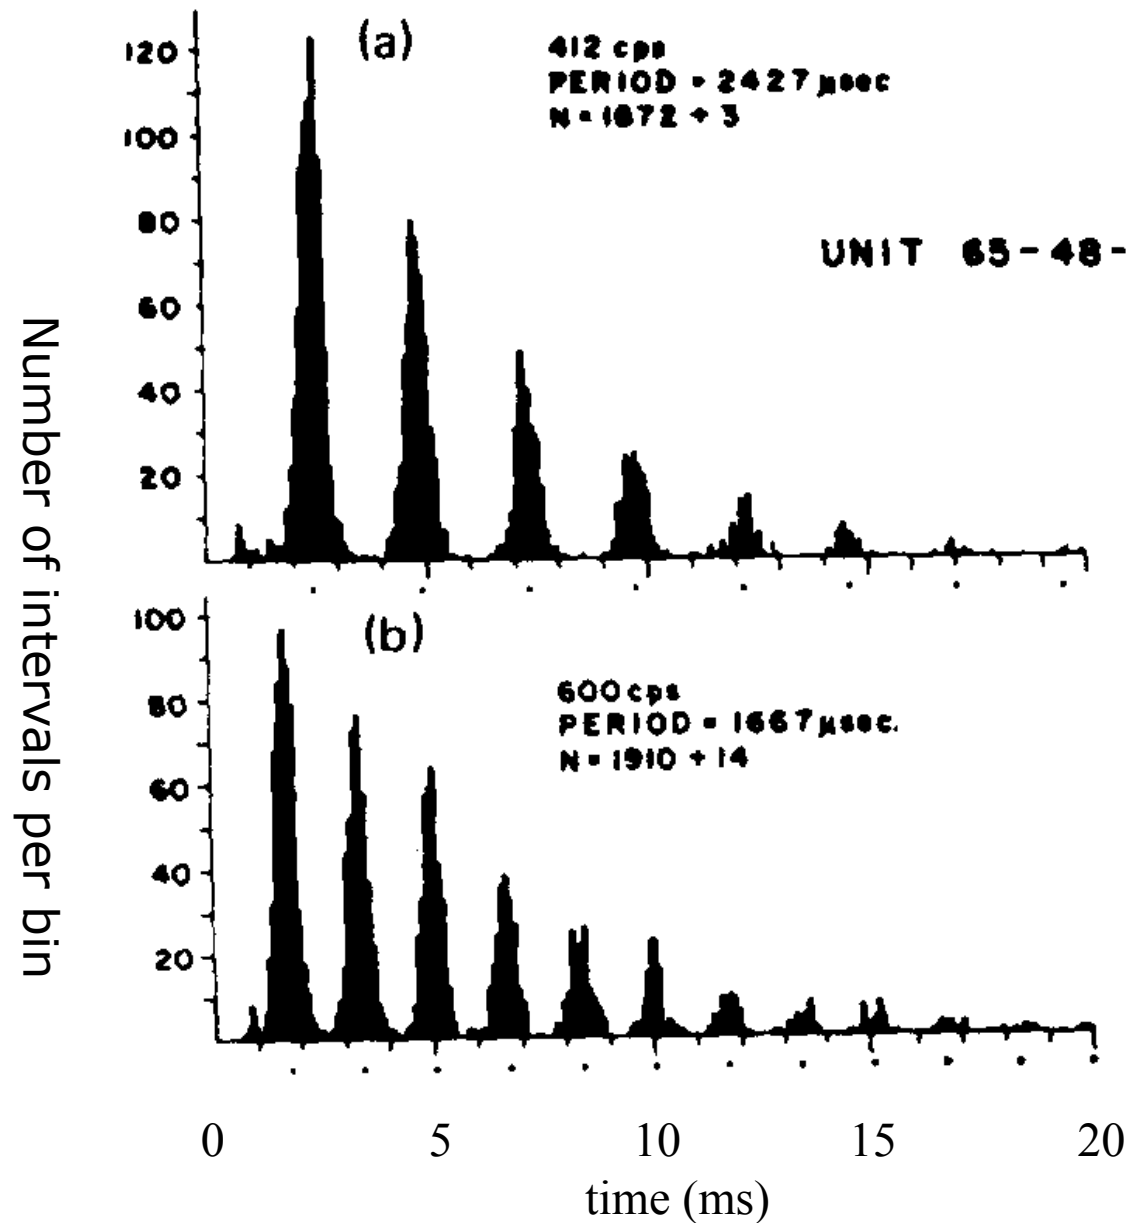 Number of intervals per bin
(a)
412 cps
PERIOD = 2427 µsec
N = + 3
UNIT 65-48-
120
100
80
60
40
20
(b)
600 cps
PERIOD = 1667 µsec.
N = 1910 + 14
100
80
60
40
20
0 5 10 15 20
time (ms)